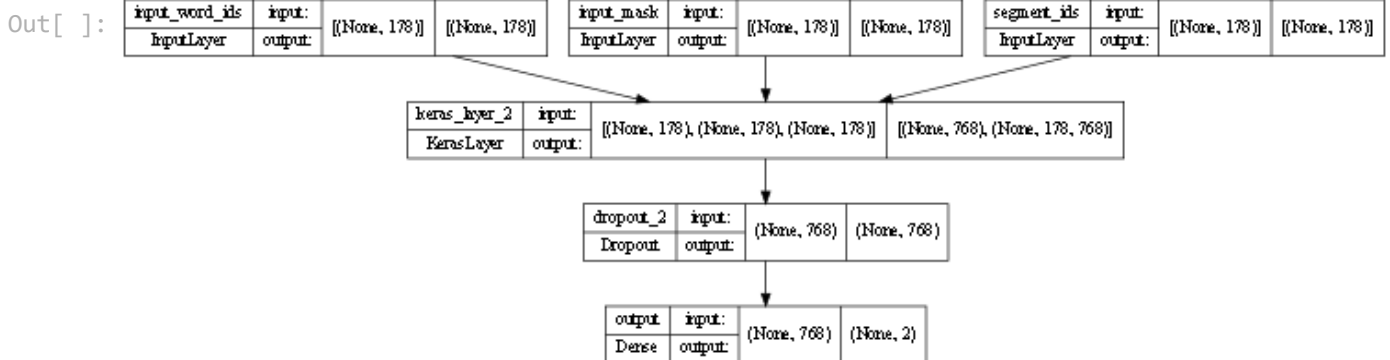 Out[ ]:
input_word_ids input: [(None, 178)] [(None, 178)]
InputLayer output:
input_mask input: [(None, 178)] [(None, 178)]
InputLayer output:
segment_ids input: [(None, 178)] [(None, 178)]
InputLayer output:
keras_layer_2 input: [(None, 178), (None, 178), (None, 178)] [(None, 768), (None, 178, 768)]
KerasLayer output:
dropout_2 input: (None, 768) (None, 768)
Dropout output:
output input: (None, 768) (None, 2)
Dense output: